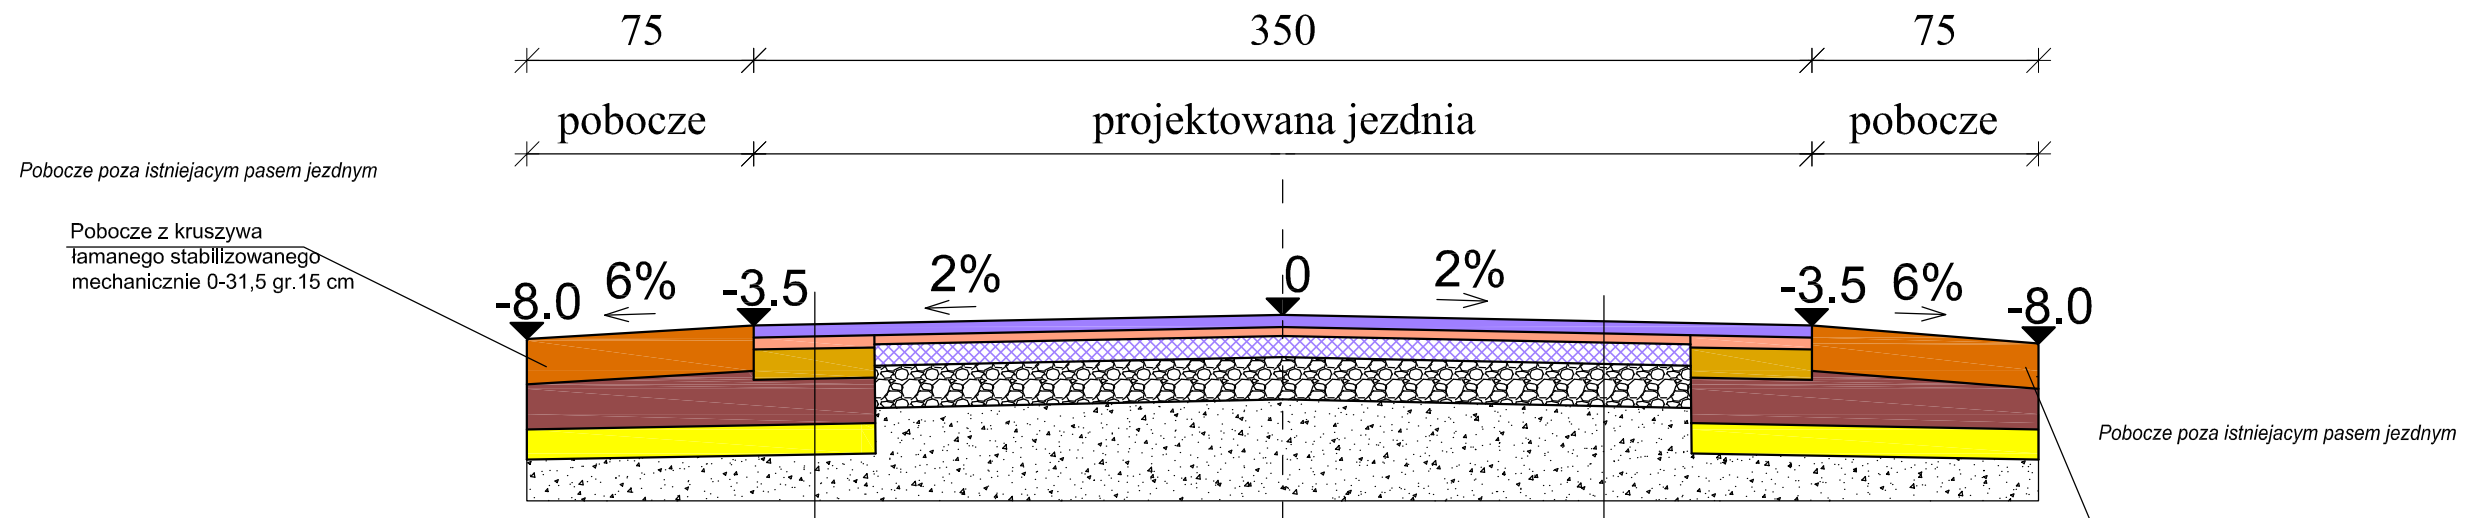 75 350 75
pobocze projektowana jezdnia pobocze
Pobocze poza istniejacym pasem jezdnym
Pobocze z kruszywa
łamanego stabilizowanego
mechanicznie 0-31,5 gr.15 cm
-8.0 6% -3.5 2% 0 2% -3.5 6% -8.0
Pobocze poza istniejacym pasem jezdnym